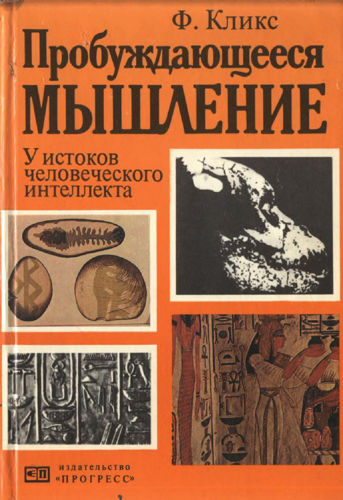 Ф. Кликс
Пробуждающееся
МЫШЛЕНИЕ
У истоков
человеческого
интеллекта
ИЗДАТЕЛЬСТВО
«ПРОГРЕСС»